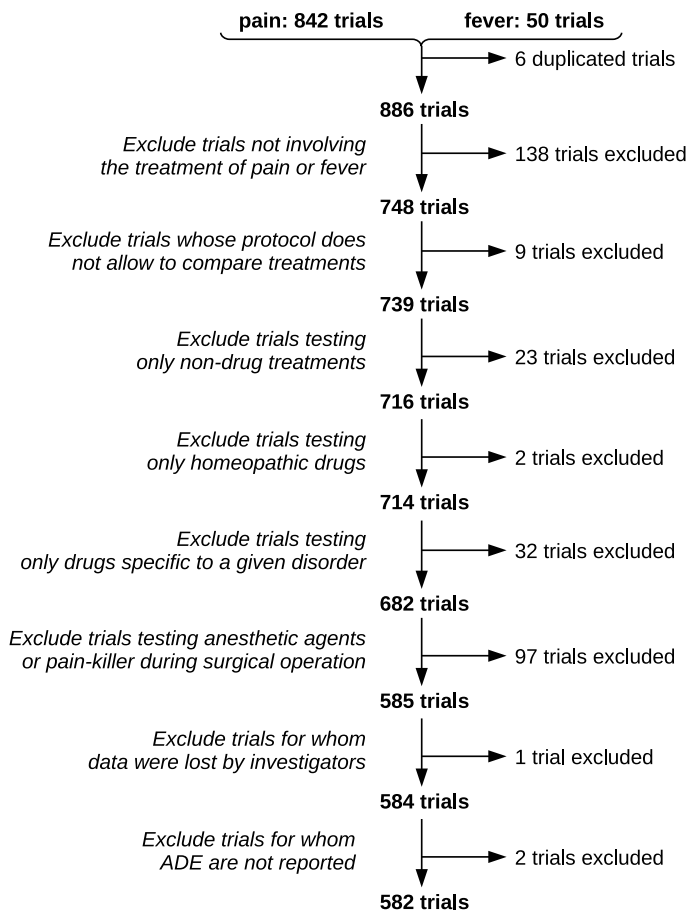 pain: 842 trials
fever: 50 trials
6 duplicated trials
886 trials
Exclude trials not involving
the treatment of pain or fever
138 trials excluded
748 trials
Exclude trials whose protocol does
not allow to compare treatments
9 trials excluded
739 trials
Exclude trials testing
only non-drug treatments
23 trials excluded
716 trials
Exclude trials testing
only homeopathic drugs
2 trials excluded
714 trials
Exclude trials testing
only drugs specific to a given disorder
32 trials excluded
682 trials
Exclude trials testing anesthetic agents
or pain-killer during surgical operation
97 trials excluded
585 trials
Exclude trials for whom
data were lost by investigators
1 trial excluded
584 trials
Exclude trials for whom
ADE are not reported
2 trials excluded
582 trials